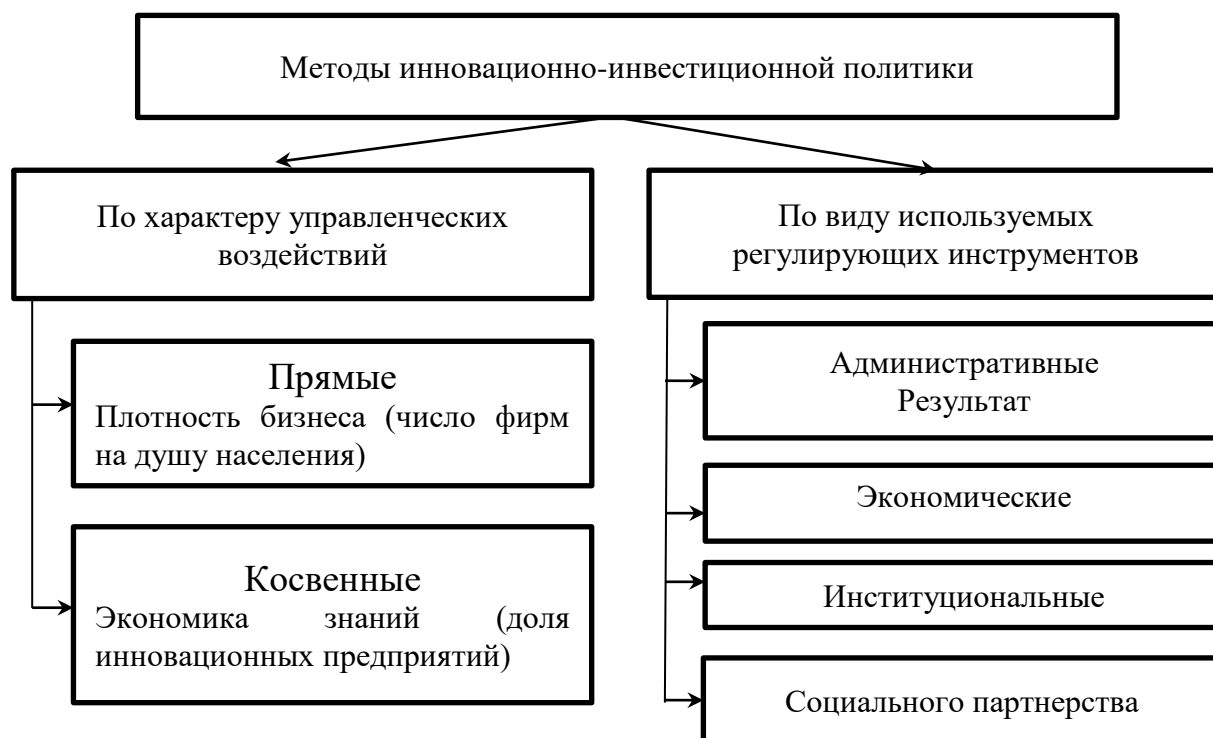 Методы инновационно-инвестиционной политики
По характеру управленческих
воздействий
Прямые
Плотность бизнеса (число фирм
на душу населения)
Косвенные
Экономика знаний (доля
инновационных предприятий)
По виду используемых
регулирующих инструментов
Административные
Результат
Экономические
Институциональные
Социального партнерства